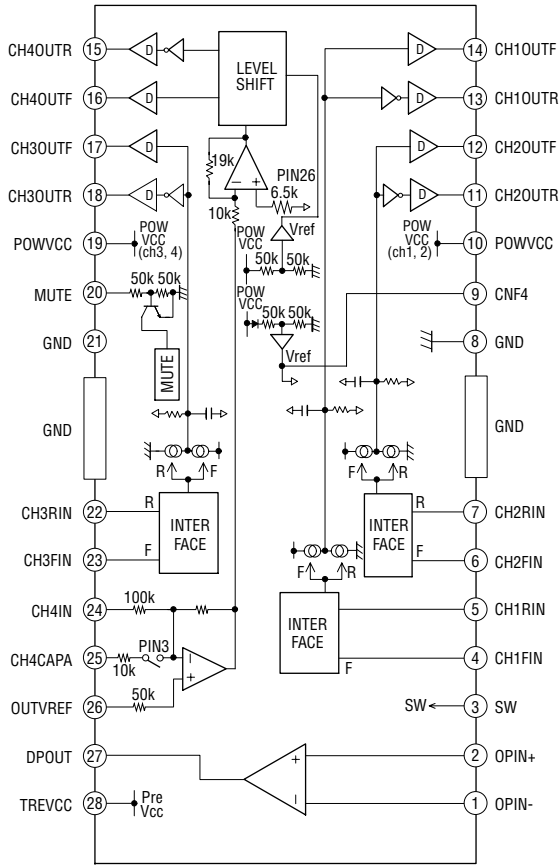 CH4OUTR 15 D
LEVEL
SHIFT
D 14 CH1OUTF
CH4OUTF 16 D
D 13 CH1OUTR
CH3OUTF 17 D
D 12 CH2OUTF
19k
PIN26
6.5k
− +
CH3OUTR 18 D
10k
D 11 CH2OUTR
POWVCC 19
POW
VCC
(ch3, 4)
POW
VCC
Vref
50k 50k
POW
VCC
(ch1, 2)
10 POWVCC
MUTE 20
50k 50k
POW
VCC
50k 50k
9 CNF4
GND 21
8 GND
Vref
MUTE
GND
GND
R F
F R
CH3RIN 22 R
INTER
FACE
R 7 CH2RIN
INTER
FACE
CH3FIN 23 F
F 6 CH2FIN
F R
CH4IN 24 100k
INTER
FACE
5 CH1RIN
CH4CAPA 25
10k
PIN3
−
+
F 4 CH1FIN
OUTVREF 26 50k
SW 3 SW
DPOUT 27
+ 2 OPIN+
TREVCC 28
Pre
Vcc
− 1 OPIN-